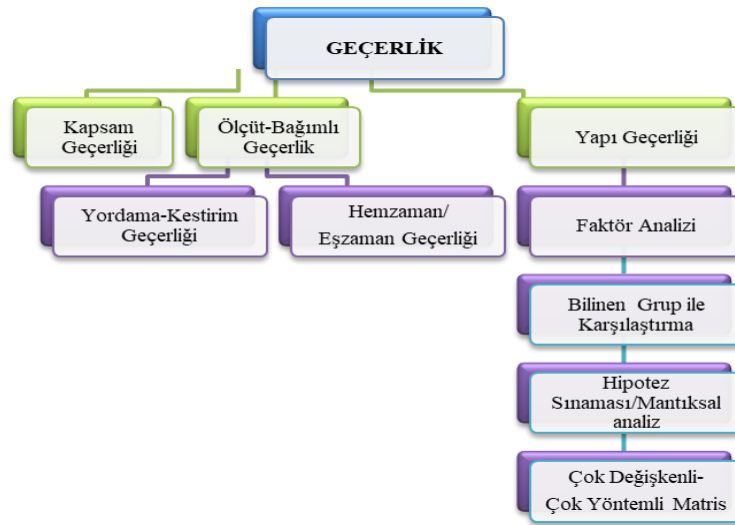 GEÇERLİK
Kapsam
Geçerliği
Ölçüt-Bağımlı
Geçerlik
Yapı Geçerliği
Yordama-Kestirim
Geçerliği
Hemzaman/
Eşzaman Geçerliği
Faktör Analizi
Bilinen Grup ile
Karşılaştırma
Hipotez
Sınaması/Mantıksal
analiz
Çok Değişkenli-
Çok Yöntemli Matris